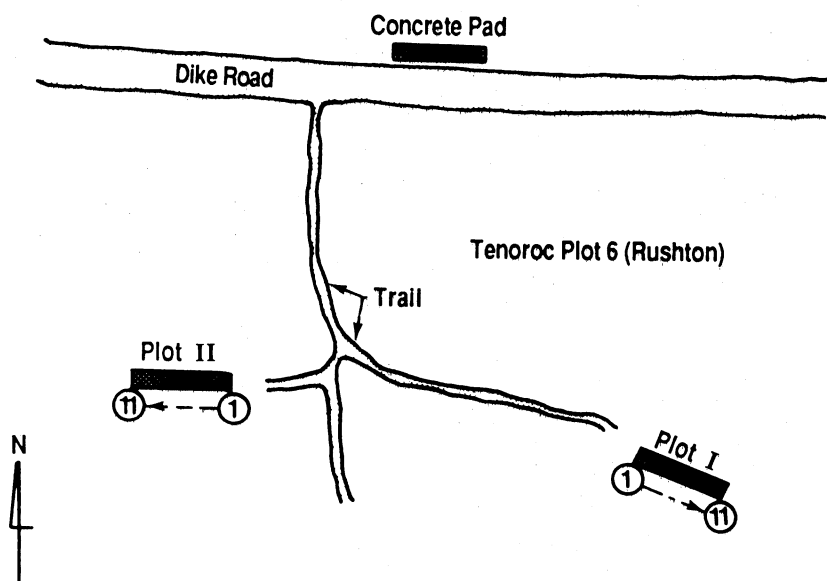 Concrete Pad
Dike Road
Tenoroc Plot 6 (Rushton)
Trail
Plot II
11
1
Plot I
1
11
N